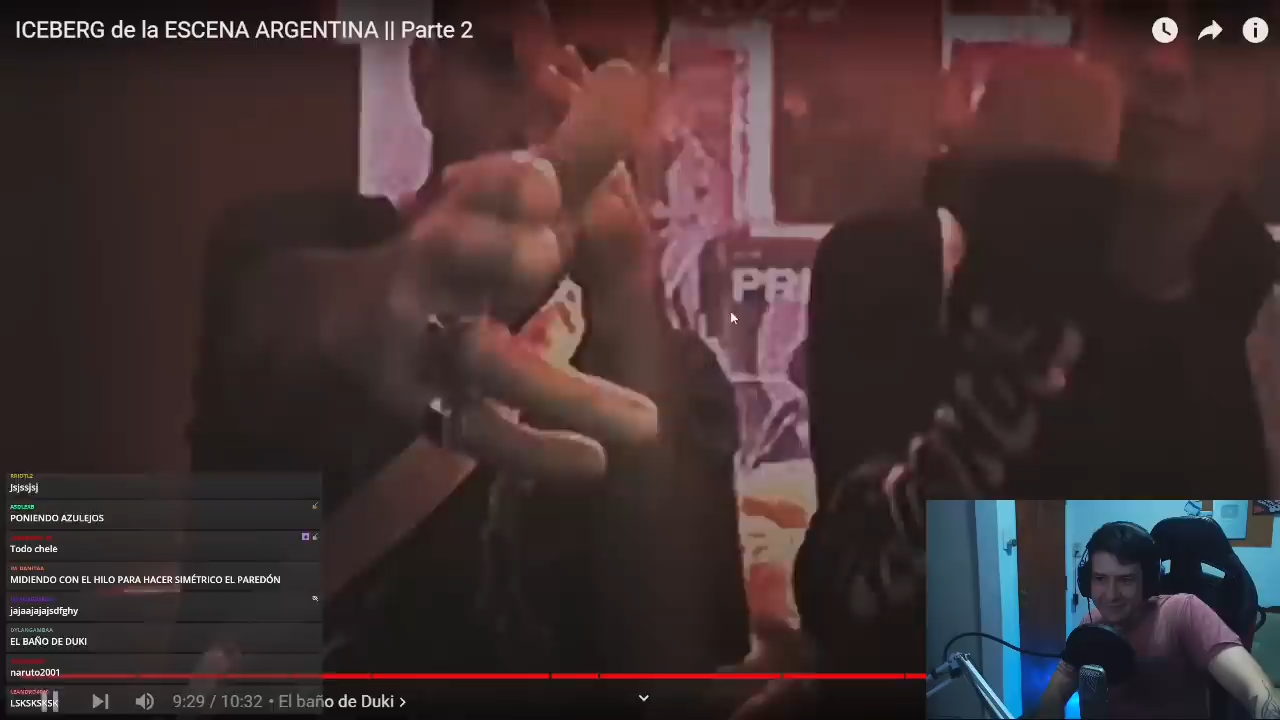 ICEBERG de la ESCENA ARGENTINA || Parte 2
PRI
Jsjssjsj
PONIENDO AZULEJOS
Todo chele
MIDIENDO CON EL HILO PARA HACER SIMÉTRICO EL PAREDÓN
jajaajajajsdfghy
EL BAÑO DE DUKI
naruto2001
LSKSKSKSK
9:29 / 10:32 • El baño de Duki >